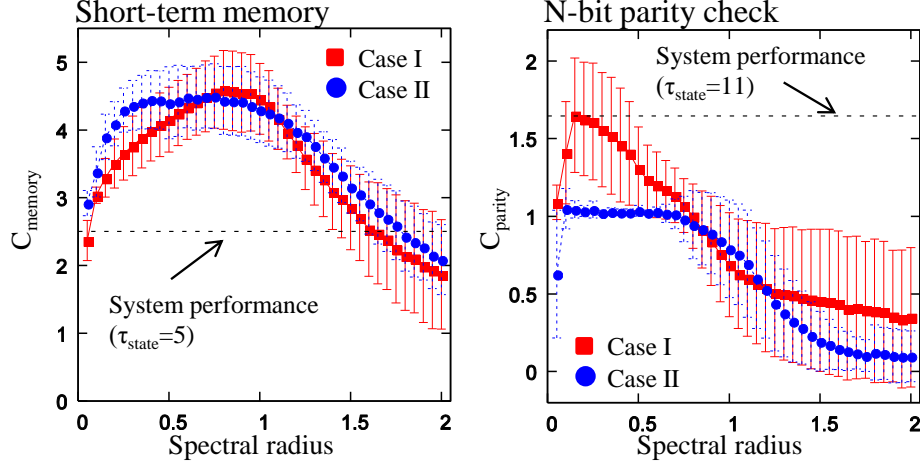 Short-term memory
5
4
3
2
1
0
C_memory
Case I
Case II
System performance
(τ_state=5)
0
0.5
1
1.5
2
Spectral radius
N-bit parity check
2
1.5
1
0.5
0
C_parity
System performance
(τ_state=11)
Case I
Case II
0
0.5
1
1.5
2
Spectral radius